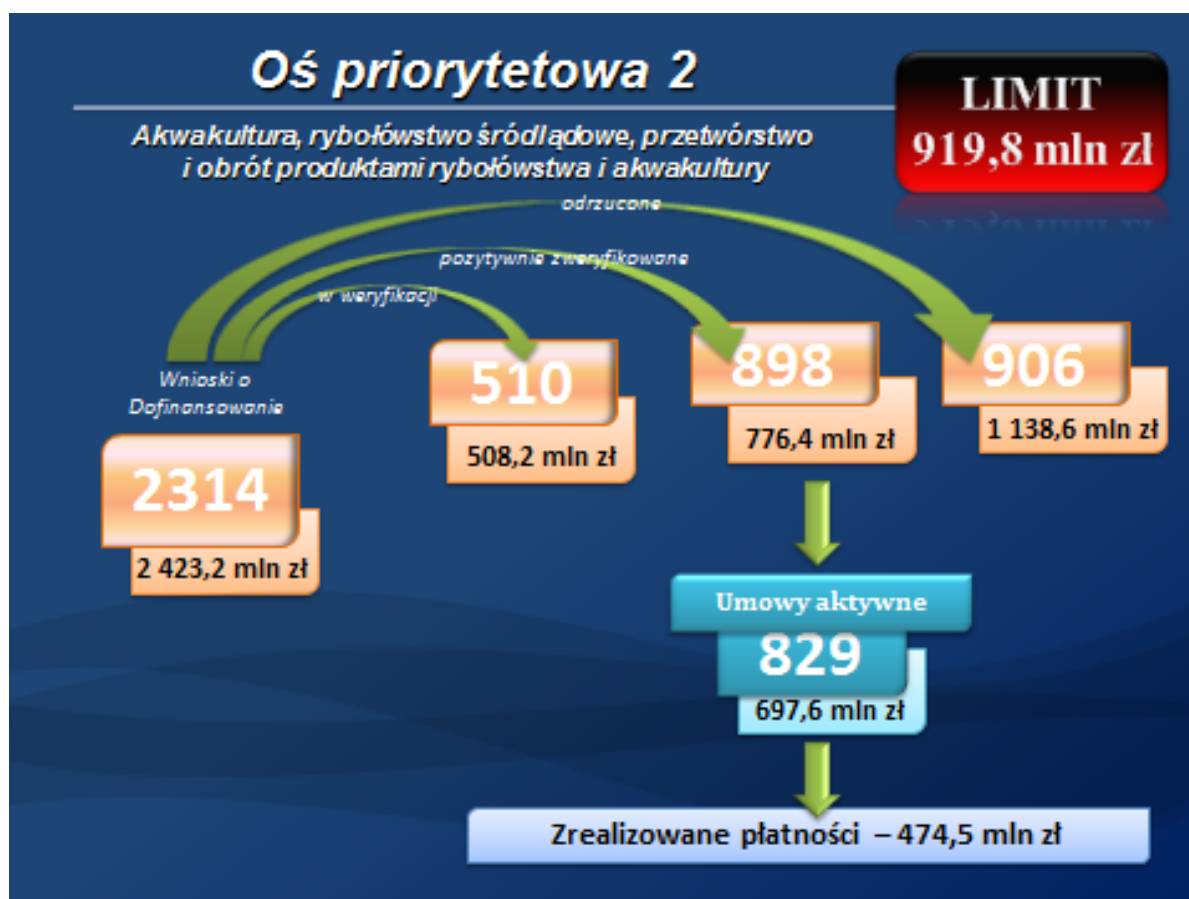 Oś priorytetowa 2
LIMIT
919,8 mln zł
Akwakultura, rybołówstwo śródlądowe, przetwórstwo
i obrót produktami rybołówstwa i akwakultury
odrzucone
pozytywnie zweryfikowane
w weryfikacji
Wnioski o
Dofinansowanie
2314
2 423,2 mln zł
510
508,2 mln zł
898
776,4 mln zł
906
1 138,6 mln zł
Umowy aktywne
829
697,6 mln zł
Zrealizowane płatności – 474,5 mln zł